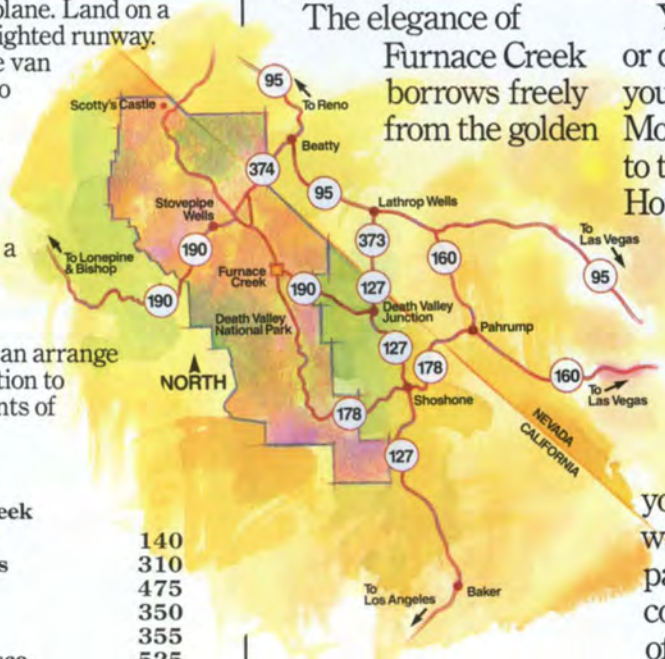 plane. Land on a
ighted runway.
e van
o
a
an arrange
tion to
nts of
eek
140
s
310
475
350
355
The elegance of
Furnace Creek
borrows freely
from the golden
or
you
to t
Ho
yo
w
pa
co
of
Scotty's Castle
95
To Reno
Beatty
374
95
Stovepipe
Wells
Lathrop Wells
373
To
Las Vegas
190
160
95
To Lonepine
& Bishop
Furnace
Creek
190
127
190
Death Valley
Junction
Death Valley
National Park
Pahrump
127
178
NORTH
160
To
Las Vegas
178
Shoshone
NEVADA
CALIFORNIA
127
To
Los Angeles
Baker